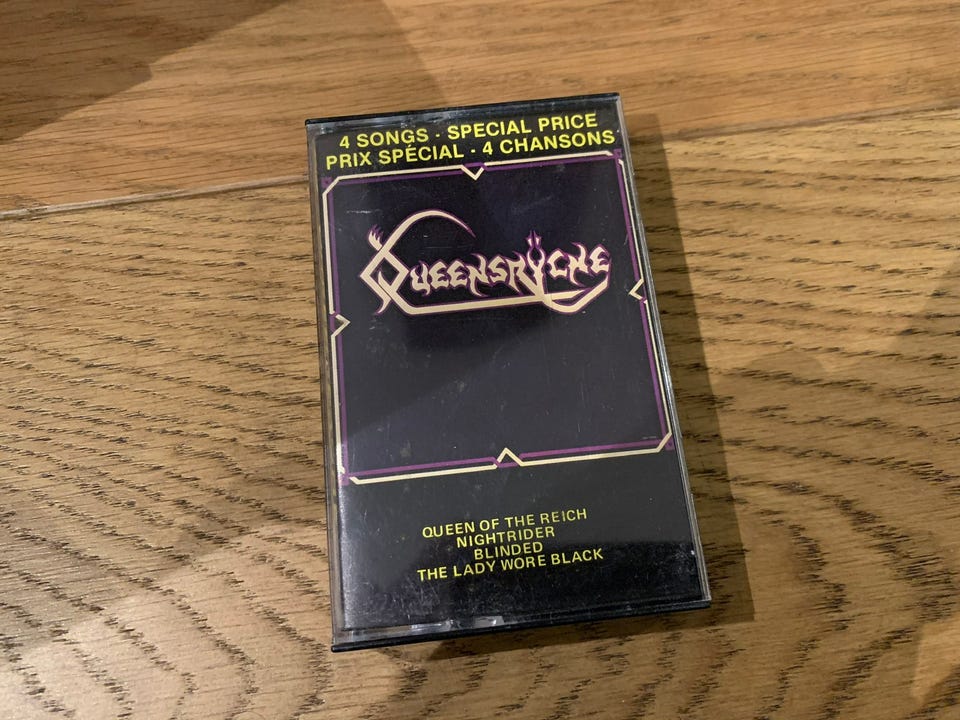 4 SONGS · SPECIAL PRICE
PRIX SPÉCIAL · 4 CHANSONS
QUEENSRŸCHE
QUEEN OF THE REICH
NIGHTRIDER
BLINDED
THE LADY WORE BLACK